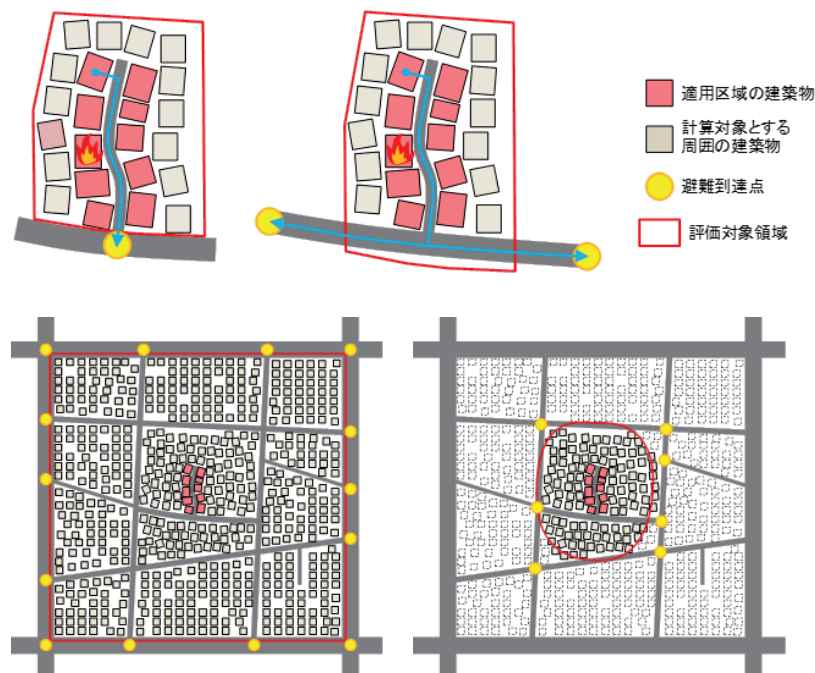 適用区域の建築物
計算対象とする
周囲の建築物
避難到達点
評価対象領域